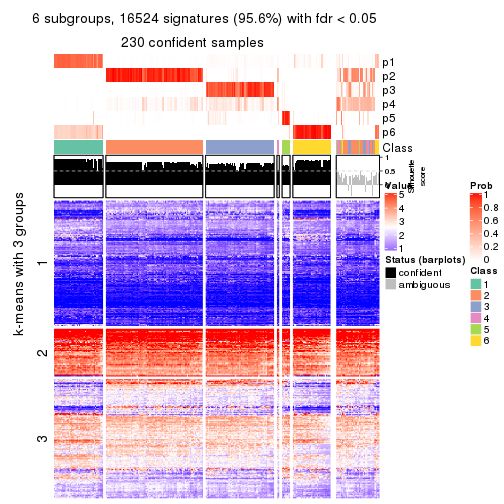 6 subgroups, 16524 signatures (95.6%) with fdr < 0.05
230 confident samples
p1
p2
p3
p4
p5
p6
Class
1
0.5
0
Silhouette
score
k-means with 3 groups
1
2
3
Value
5
4
3
2
1
Status (barplots)
confident
ambiguous
Prob
1
0.8
0.6
0.4
0.2
0
Class
1
2
3
4
5
6